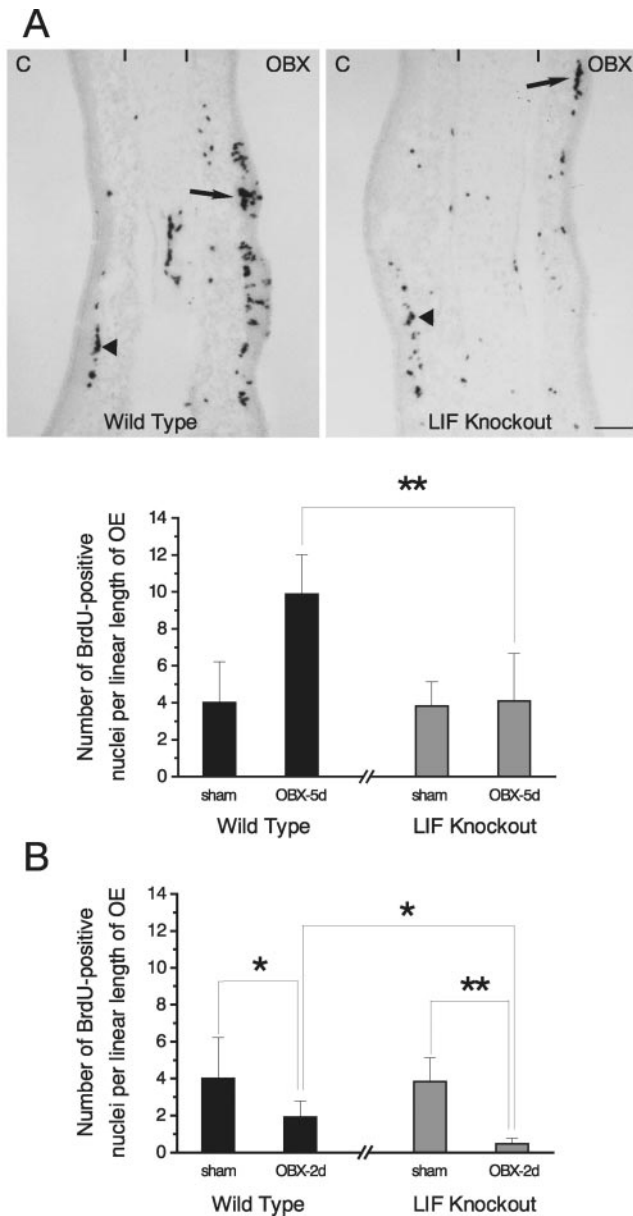 A
C OBX
Wild Type
C OBX
LIF Knockout
**
Number of BrdU-positive
nuclei per linear length of OE
14
12
10
8
6
4
2
0
sham OBX-5d sham OBX-5d
Wild Type LIF Knockout
B
Number of BrdU-positive
nuclei per linear length of OE
14
12
10
8
6
4
2
0
*
*
**
sham OBX-2d sham OBX-2d
Wild Type LIF Knockout